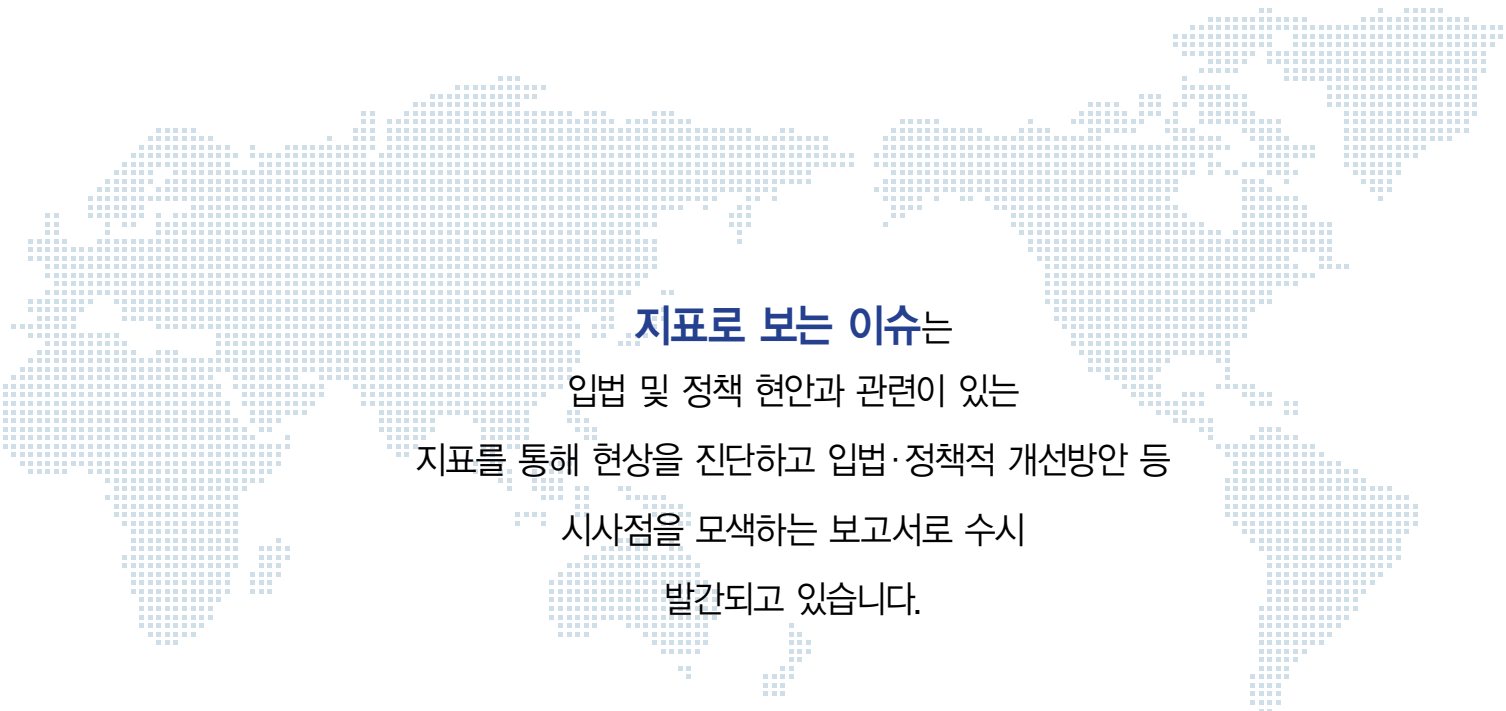 지표로 보는 이슈는
입법 및 정책 현안과 관련이 있는
지표를 통해 현상을 진단하고 입법·정책적 개선방안 등
시사점을 모색하는 보고서로 수시
발간되고 있습니다.